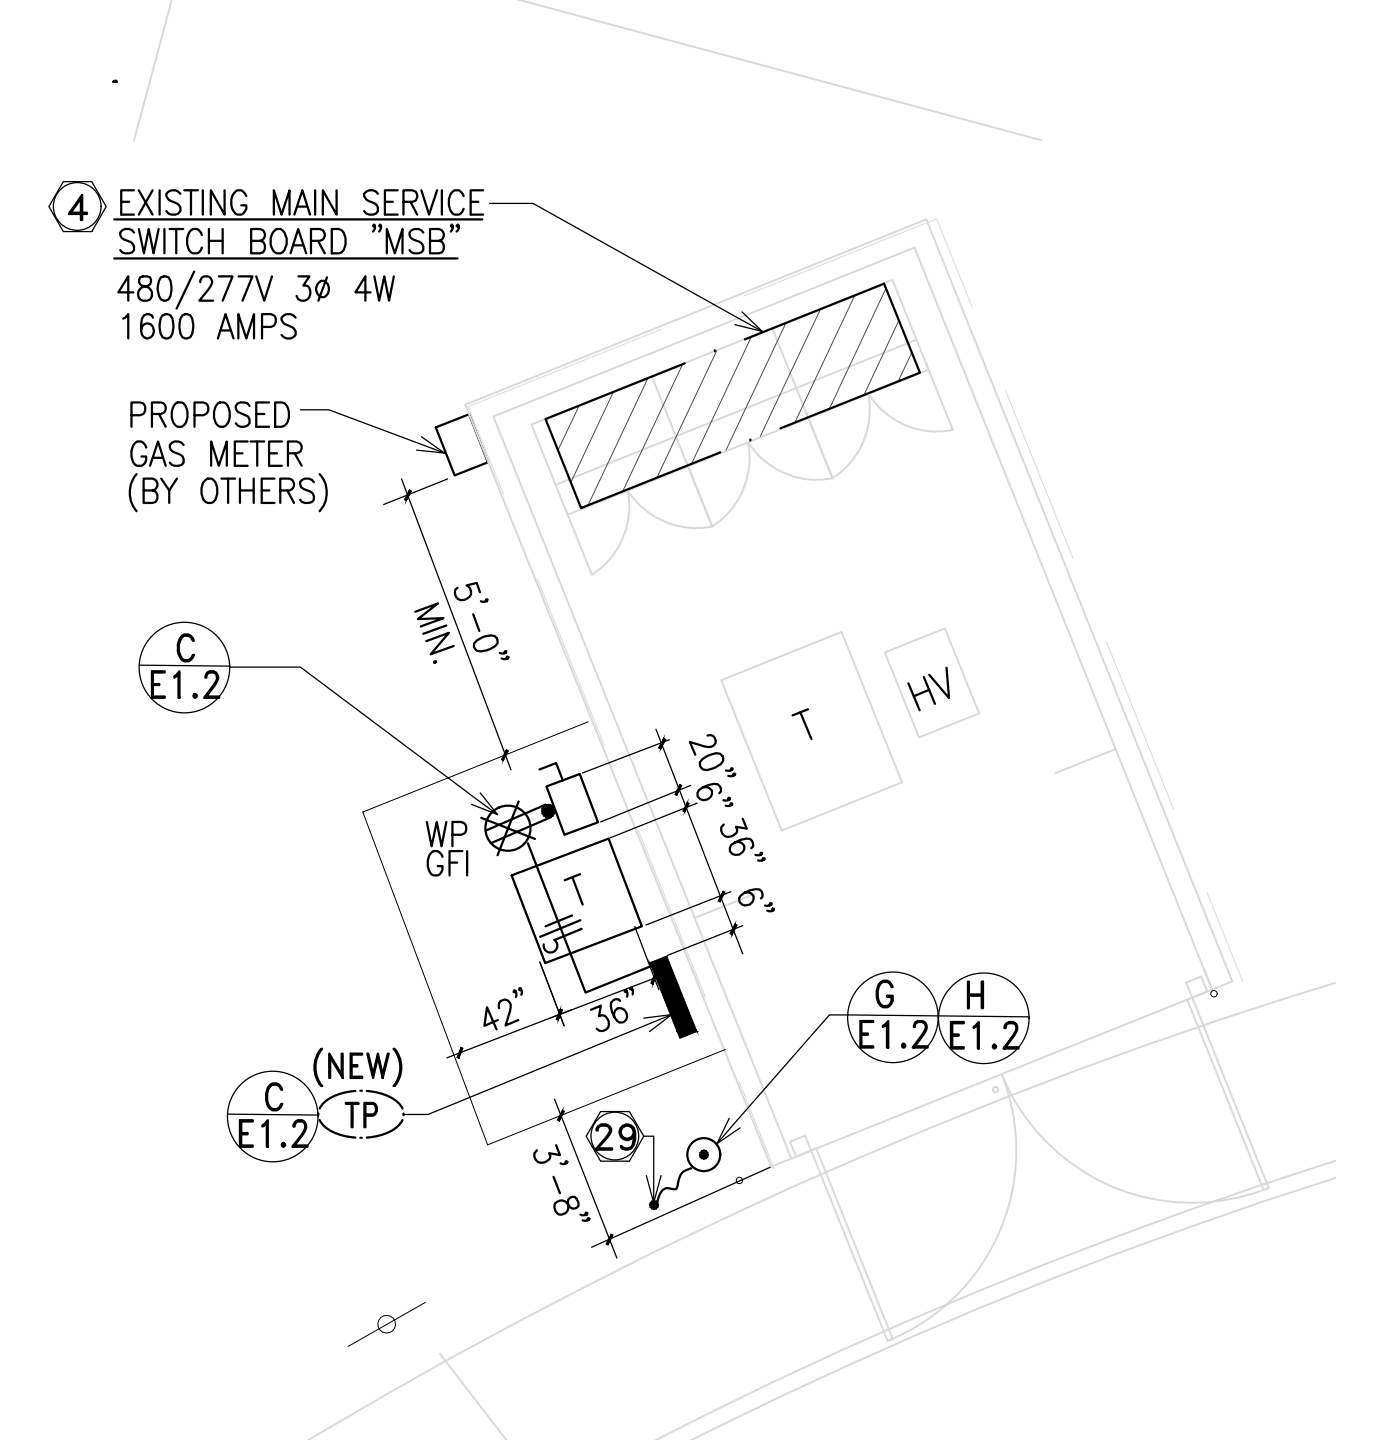 4
EXISTING MAIN SERVICE
SWITCH BOARD "MSB"
480/277V 3ø 4W
1600 AMPS
PROPOSED
GAS METER
(BY OTHERS)
5'-0"
MIN.
C
E1.2
HV
T
20"
6"
36"
6"
WP
GFI
T
5
42"
36"
G
E1.2
H
E1.2
(NEW)
C
E1.2
TP
29
3'-8"